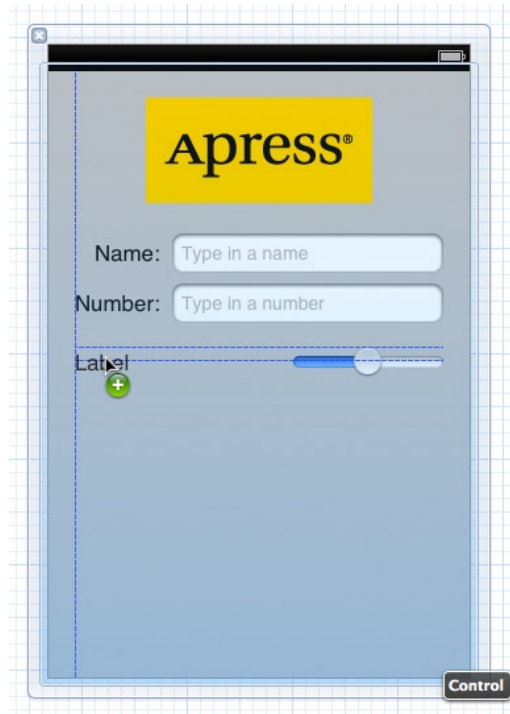 Apress®
Name: Type in a name
Number: Type in a number
Label
Control